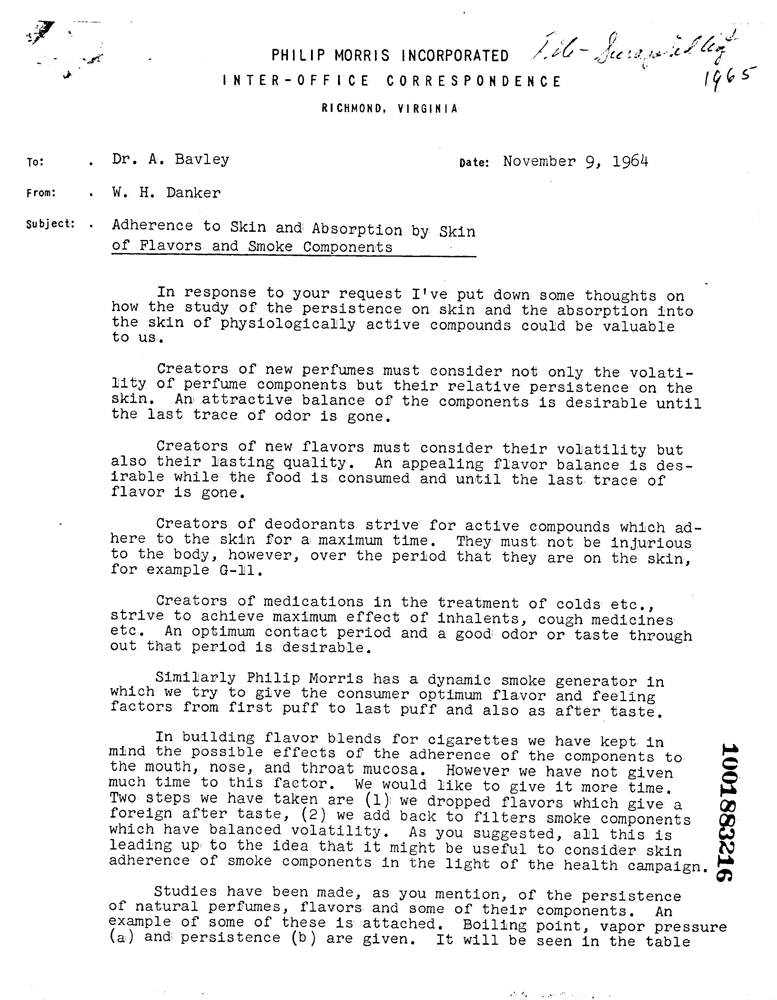 PHILIP MORRIS INCORPORATED
File -
1965
INTER-OFFICE CORRESPONDENCE
RICHMOND, VIRGINIA
To: . Dr. A. Bavley Date: November 9, 1964
From: . W. H. Danker
Subject: . Adherence to Skin and Absorption by Skin
of Flavors and Smoke Components
In response to your request I've put down some thoughts on
how the study of the persistence on skin and the absorption into
the skin of physiologically active compounds could be valuable
to us.
Creators of new perfumes must consider not only the volati-
lity of perfume components but their relative persistence on the
skin. An attractive balance of the components is desirable until
the last trace of odor is gone.
Creators of new flavors must consider their volatility but
also their lasting quality. An appealing flavor balance is des-
irable while the food is consumed and until the last trace of
flavor is gone.
Creators of deodorants strive for active compounds which ad-
here to the skin for a maximum time. They must not be injurious
to the body, however, over the period that they are on the skin,
for example G-11.
Creators of medications in the treatment of colds etc.,
strive to achieve maximum effect of inhalents, cough medicines
etc. An optimum contact period and a good odor or taste through
out that period is desirable.
Similarly Philip Morris has a dynamic smoke generator in
which we try to give the consumer optimum flavor and feeling
factors from first puff to last puff and also as after taste.
In building flavor blends for cigarettes we have kept in
mind the possible effects of the adherence of the components to
the mouth, nose, and throat mucosa. However we have not given
much time to this factor. We would like to give it more time.
Two steps we have taken are (1) we dropped flavors which give a
foreign after taste, (2) we add back to filters smoke components
which have balanced volatility. As you suggested, all this is
leading up to the idea that it might be useful to consider skin
adherence of smoke components in the light of the health campaign.
Studies have been made, as you mention, of the persistence
of natural perfumes, flavors and some of their components. An
example of some of these is attached. Boiling point, vapor pressure
(a) and persistence (b) are given. It will be seen in the table
1001883216